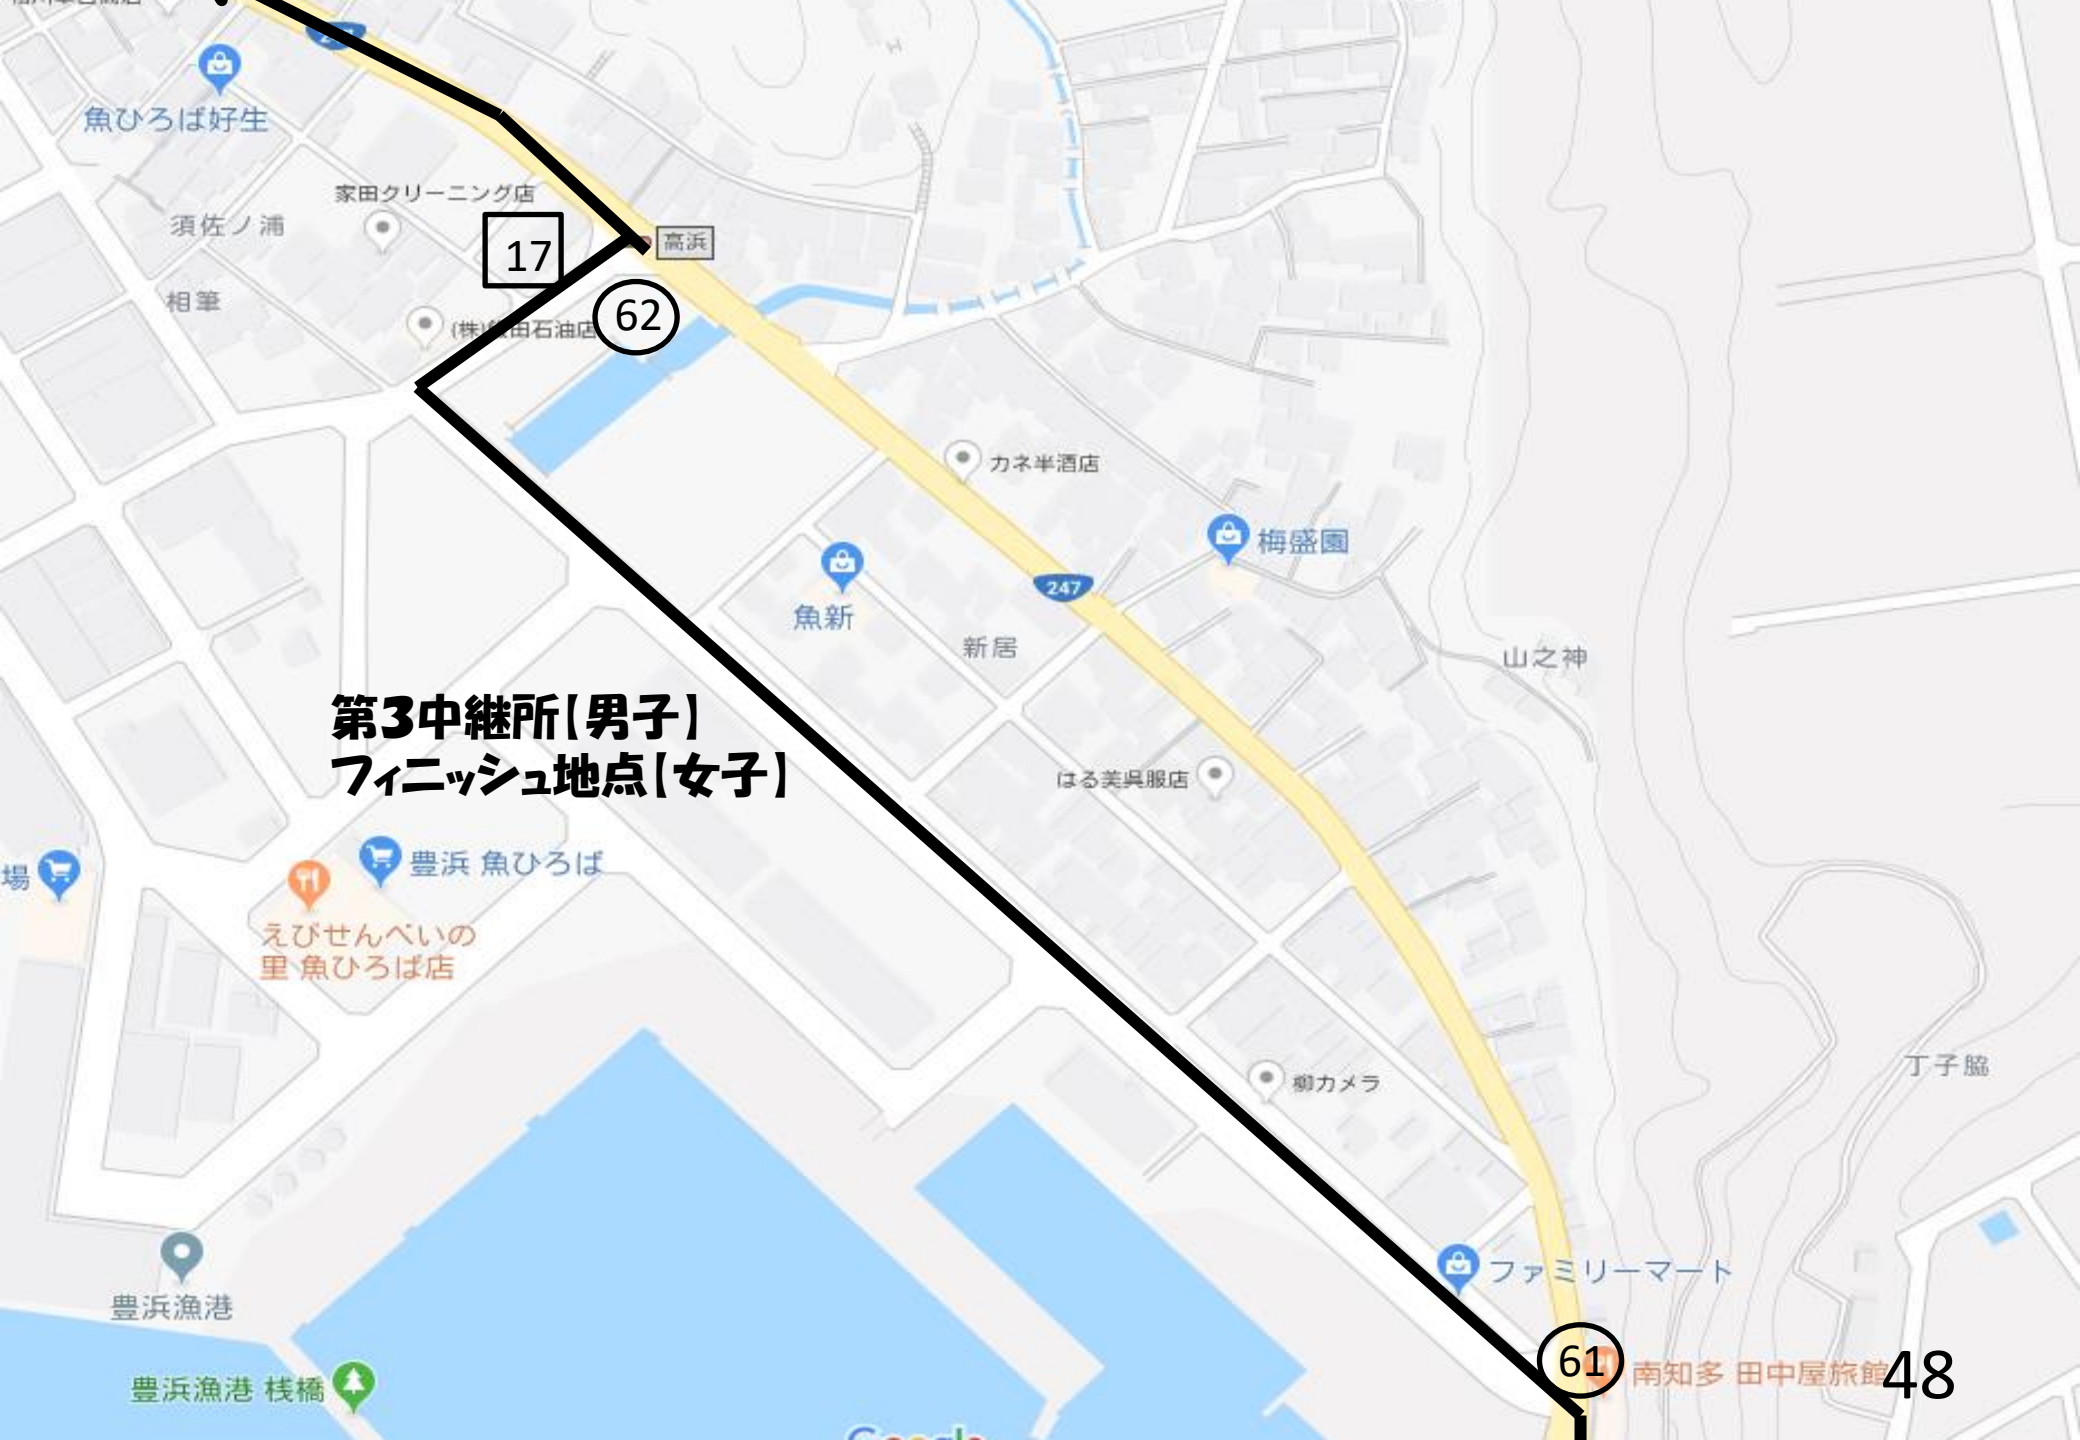 魚ひろば好生
家田クリーニング店
須佐ノ浦
17
高浜
相筆
62
カネ半酒店
梅盛園
247
魚新
新居
山之神
第3中継所【男子】
フィニッシュ地点【女子】
はる美呉服店
豊浜 魚ひろば
場
えびせんべいの
里 魚ひろば店
丁子脇
柳カメラ
ファミリーマート
豊浜漁港
61
南知多 田中屋旅館
48
豊浜漁港 桟橋
Google